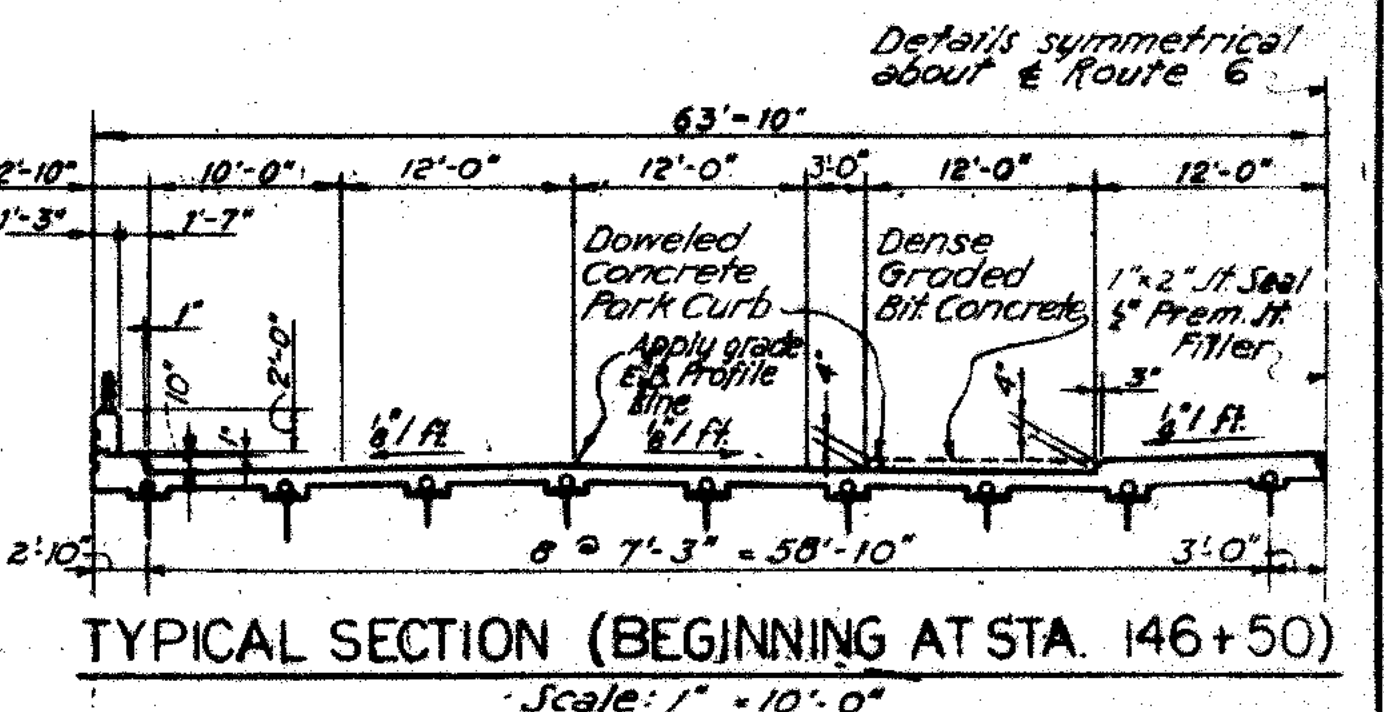 Details symmetrical
about ℄ Route 6
63'-10"
2'-10" 10'-0" 12'-0" 12'-0" 3'-0" 12'-0" 12'-0"
1'-3" 1'-7"
Doweled
Concrete
Park Curb
Dense
Graded
Bit. Concrete
1"x2" Jt. Seal
½" Prem. Jt.
Filler
1"
10"
2'-0"
1"
Apply grade
E.B. Profile
Line
4"
4"
3"
⅛"/ft.
⅛"/ft.
⅛"/ft.
2'-10" 8 @ 7'-3" = 58'-10" 3'-0"
TYPICAL SECTION (BEGINNING AT STA. 146+50)
Scale: 1" = 10'-0"